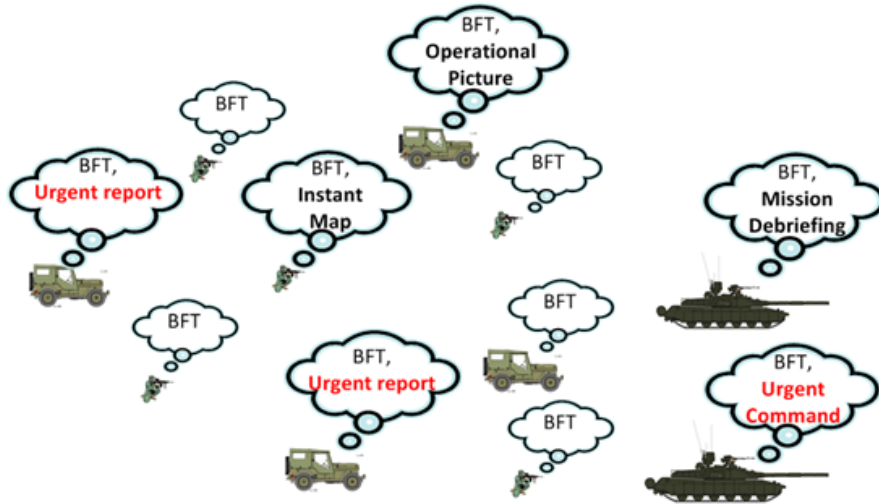 BFT,
Operational
Picture
BFT
BFT,
Urgent report
BFT,
Instant
Map
BFT
BFT,
Mission
Debriefing
BFT
BFT
BFT,
Urgent report
BFT,
Urgent
Command
BFT